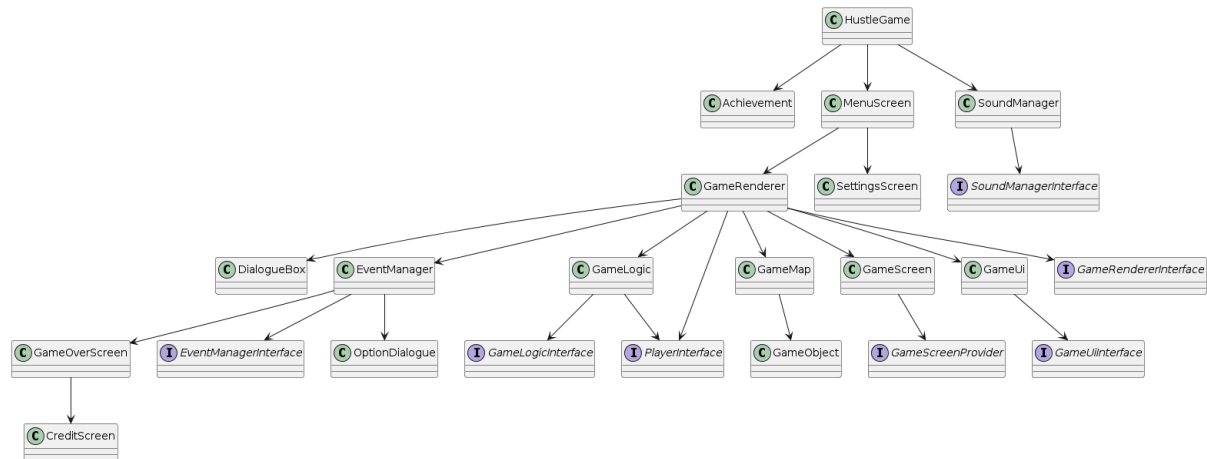 C HustleGame
C Achievement
C MenuScreen
C SoundManager
C GameRenderer
C SettingsScreen
I SoundManagerInterface
C DialogueBox
C EventManager
C GameLogic
C GameMap
C GameScreen
C GameUi
I GameRendererInterface
C GameOverScreen
I EventManagerInterface
C OptionDialogue
I GameLogicInterface
I PlayerInterface
C GameObject
I GameScreenProvider
I GameUiInterface
C CreditScreen